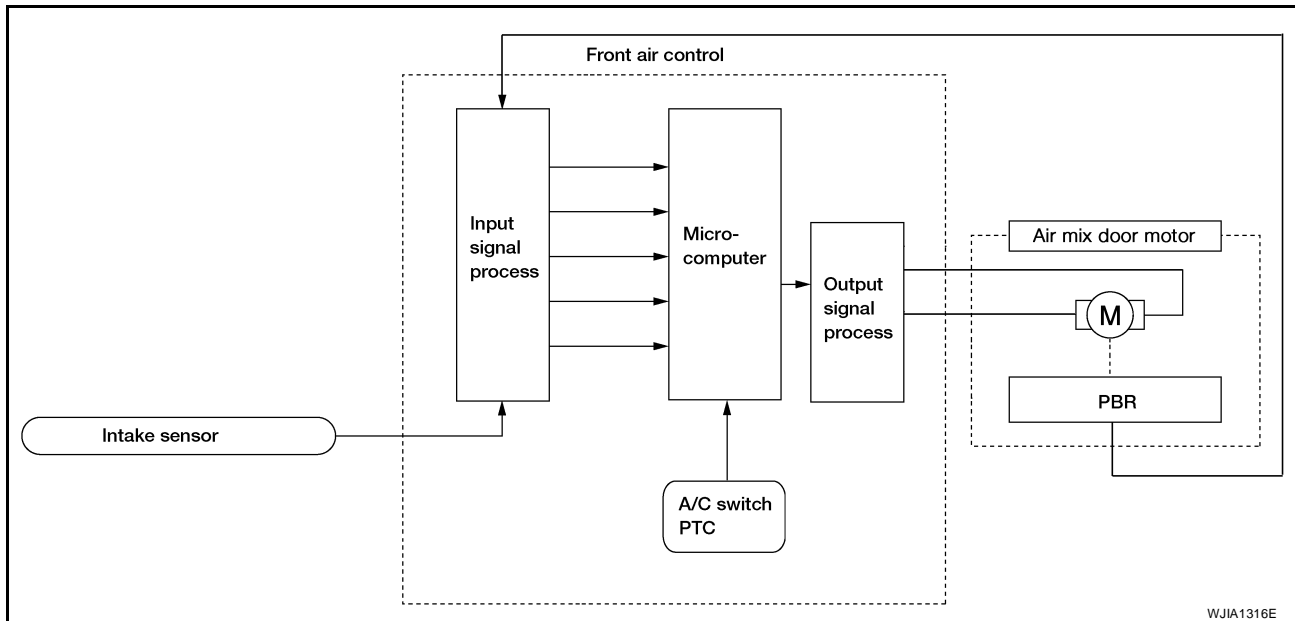 Front air control
Input
signal
process
Micro-
computer
Output
signal
process
Air mix door motor
M
PBR
Intake sensor
A/C switch
PTC
WJIA1316E